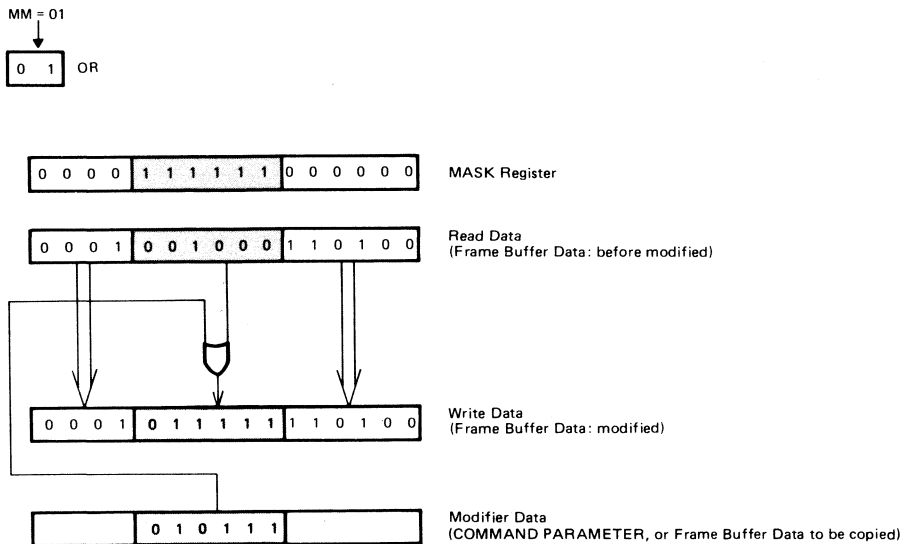 MM = 01
0 1 OR
0 0 0 0 1 1 1 1 1 1 0 0 0 0 0 0 MASK Register
0 0 0 1 0 0 1 0 0 0 1 1 0 1 0 0 Read Data
(Frame Buffer Data: before modified)
0 0 0 1 0 1 1 1 1 1 1 1 0 1 0 0 Write Data
(Frame Buffer Data: modified)
0 1 0 1 1 1 Modifier Data
(COMMAND PARAMETER, or Frame Buffer Data to be copied)